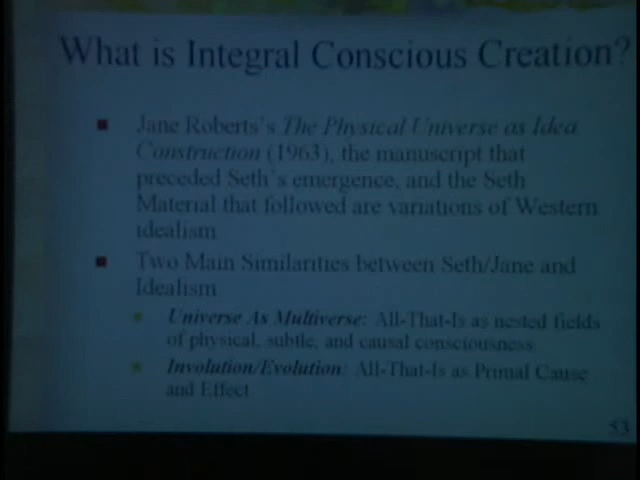 What is Integral Conscious Creation?
Jane Roberts's The Physical Universe as Idea
Construction (1963), the manuscript that
preceded Seth's emergence, and the Seth
Material that followed are variations of Western
idealism
Two Main Similarities between Seth/Jane and
Idealism
Universe As Multiverse: All-That-Is as nested fields
of physical, subtle, and causal consciousness.
Involution/Evolution: All-That-Is as Primal Cause
and Effect
53